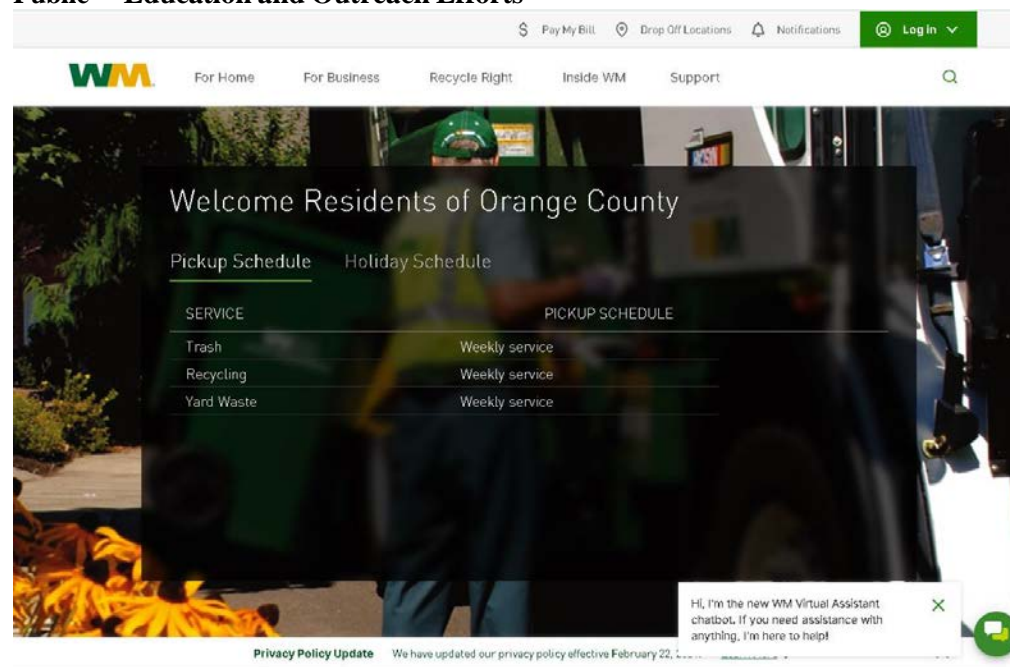 Public Education and Outreach Efforts
$ Pay My Bill Drop Off Locations Notifications Log in
WM. For Home For Business Recycle Right Inside WM Support
Welcome Residents of Orange County
Pickup Schedule Holiday Schedule
SERVICE PICKUP SCHEDULE
Trash Weekly service
Recycling Weekly service
Yard Waste Weekly service
Hi, I'm the new WM Virtual Assistant
chatbot. If you need assistance with
anything, I'm here to help!
Privacy Policy Update We have updated our privacy policy effective February 22,